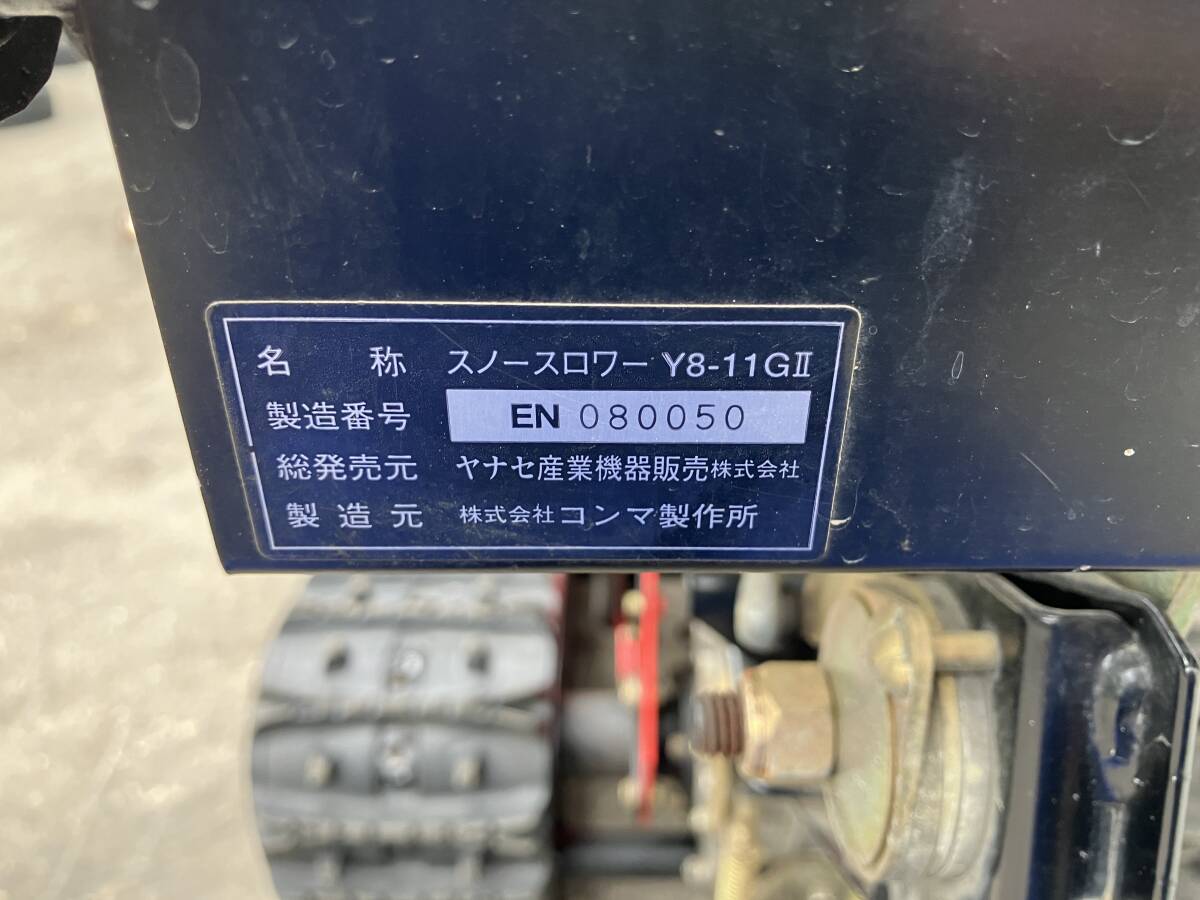 名 称 スノースロワー Y8-11GⅡ
製造番号 EN 080050
総発売元 ヤナセ産業機器販売株式会社
製造元 株式会社コンマ製作所